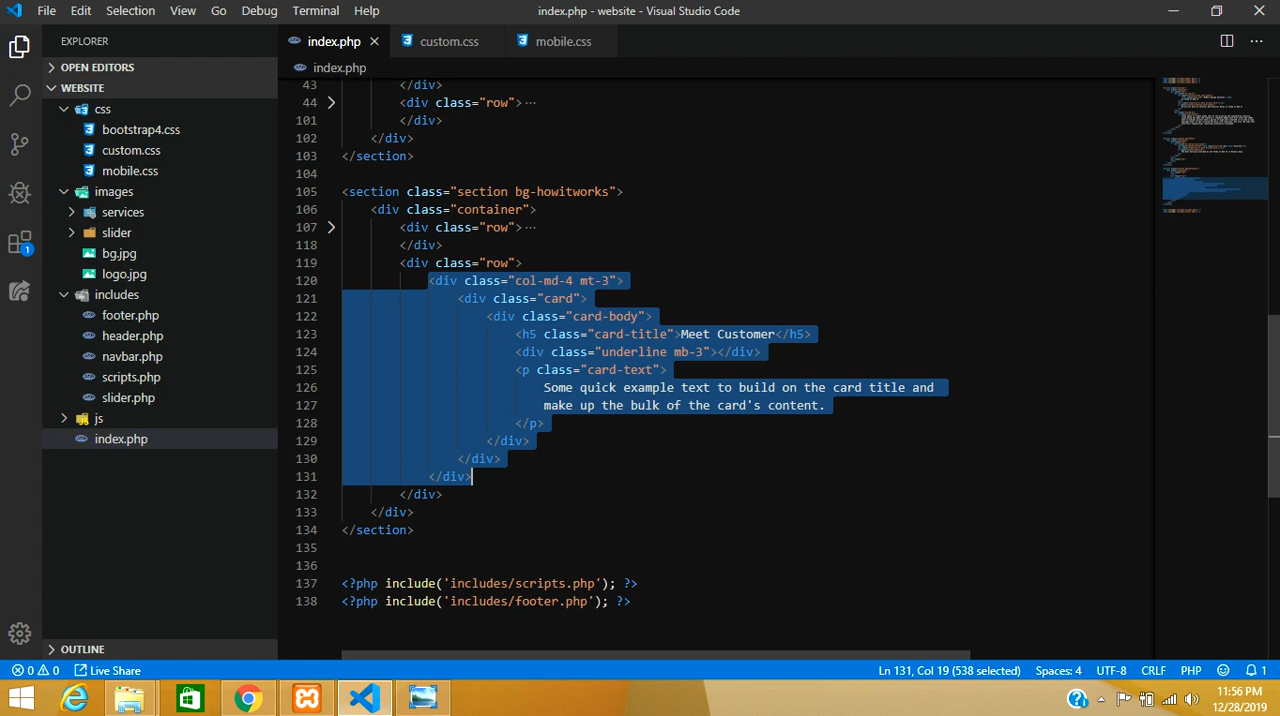 File Edit Selection View Go Debug Terminal Help
index.php - website - Visual Studio Code
EXPLORER
OPEN EDITORS
WEBSITE
css
bootstrap4.css
custom.css
mobile.css
images
services
slider
bg.jpg
logo.jpg
includes
footer.php
header.php
navbar.php
scripts.php
slider.php
js
index.php
OUTLINE
1
index.php custom.css mobile.css
index.php
43 </div>
44 <div class="row"> ...
101 </div>
102 </div>
103 </section>
104
105 <section class="section bg-howitworks">
106 <div class="container">
107 <div class="row"> ...
118 </div>
119 <div class="row">
120 <div class="col-md-4 mt-3">
121 <div class="card">
122 <div class="card-body">
123 <h5 class="card-title">Meet Customer</h5>
124 <div class="underline mb-3"></div>
125 <p class="card-text">
126 Some quick example text to build on the card title and
127 make up the bulk of the card's content.
128 </p>
129 </div>
130 </div>
131 </div>
132 </div>
133 </div>
134 </section>
135
136
137 <?php include('includes/scripts.php'); ?>
138 <?php include('includes/footer.php'); ?>
0 0 Live Share
Ln 131, Col 19 (538 selected) Spaces: 4 UTF-8 CRLF PHP 1
11:56 PM
12/28/2019